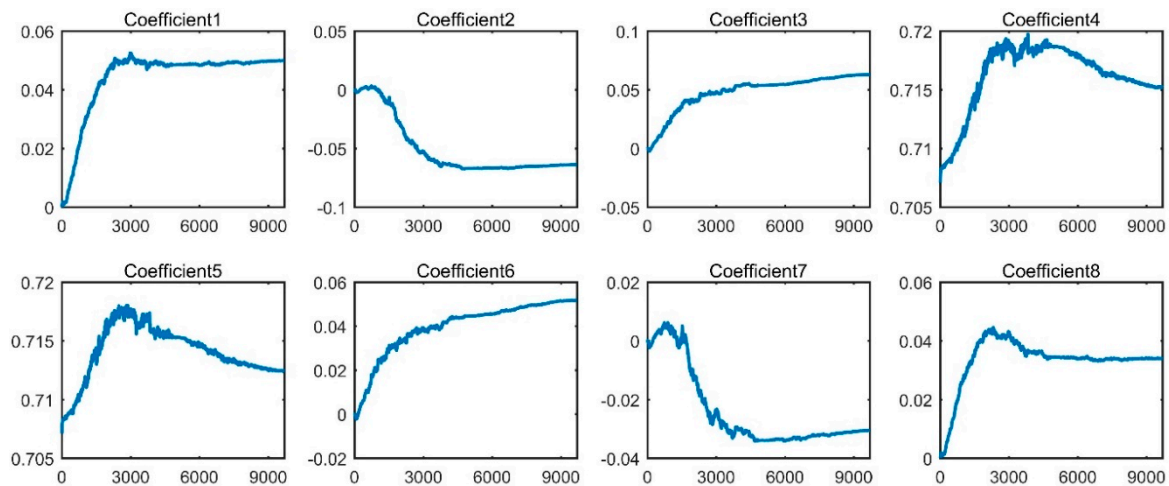 Coefficient1 Coefficient2 Coefficient3 Coefficient4
0.06 0.05 0.1 0.72
0.04 0 0.05 0.715
0.02 -0.05 0 0.71
0 -0.1 -0.05 0.705
0 3000 6000 9000 0 3000 6000 9000 0 3000 6000 9000 0 3000 6000 9000
Coefficient5 Coefficient6 Coefficient7 Coefficient8
0.72 0.06 0.02 0.06
0.715 0.04 0 0.04
0.71 0.02 -0.02 0.02
0
0.705 -0.02 -0.04 0
0 3000 6000 9000 0 3000 6000 9000 0 3000 6000 9000 0 3000 6000 9000